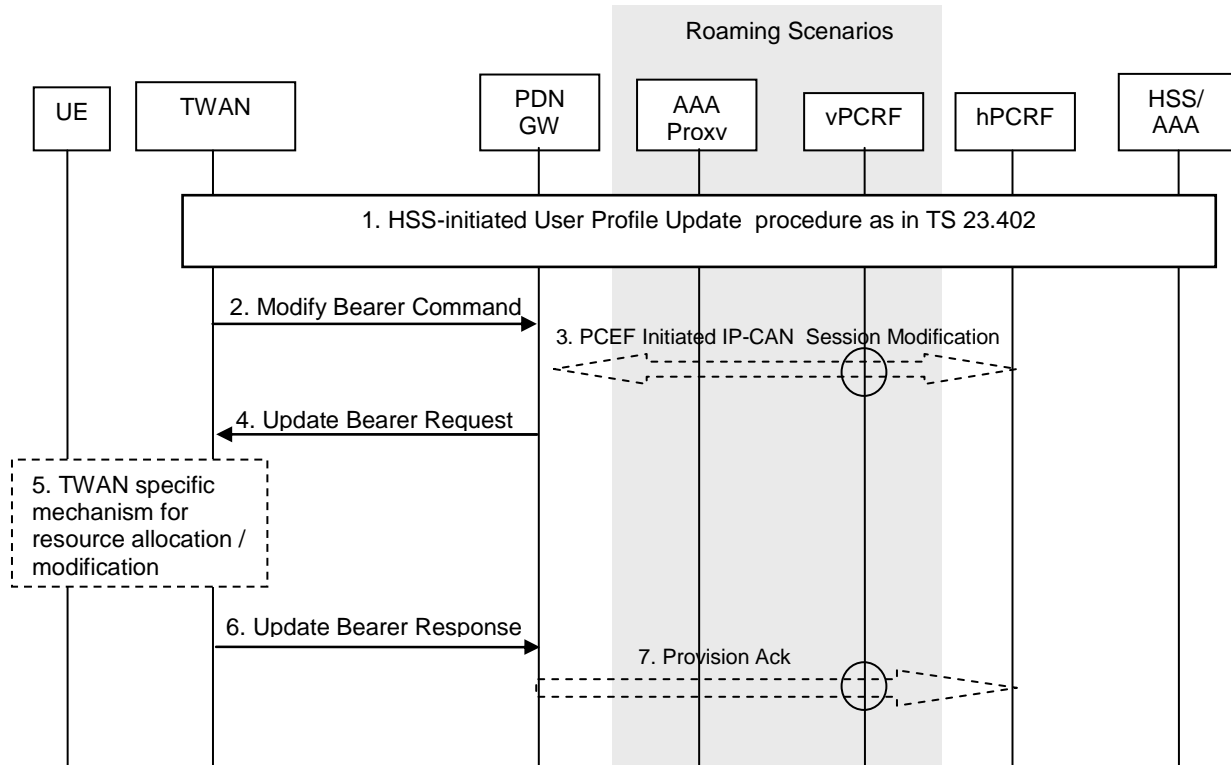 Roaming Scenarios
UE
TWAN
PDN
GW
AAA
Proxv
vPCRF
hPCRF
HSS/
AAA
1. HSS-initiated User Profile Update procedure as in TS 23.402
2. Modify Bearer Command
3. PCEF Initiated IP-CAN Session Modification
4. Update Bearer Request
5. TWAN specific
mechanism for
resource allocation /
modification
6. Update Bearer Response
7. Provision Ack